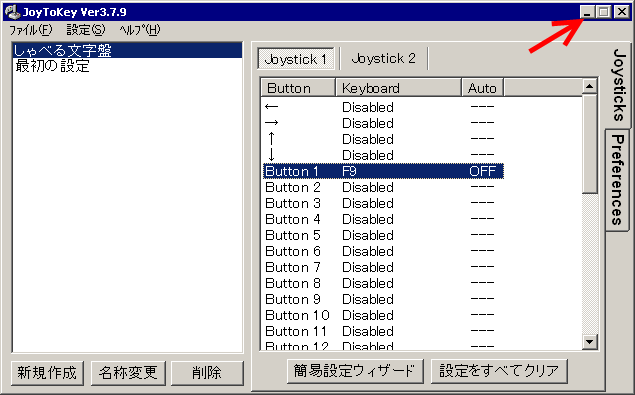 JoyToKey Ver3.7.9
ﾌｧｲﾙ(F) 設定(S) ﾍﾙﾌﾟ(H)
しゃべる文字盤
最初の設定
新規作成 名称変更 削除
Joystick 1 Joystick 2
Button Keyboard Auto
← Disabled ---
→ Disabled ---
↑ Disabled ---
↓ Disabled ---
Button 1 F9 OFF
Button 2 Disabled ---
Button 3 Disabled ---
Button 4 Disabled ---
Button 5 Disabled ---
Button 6 Disabled ---
Button 7 Disabled ---
Button 8 Disabled ---
Button 9 Disabled ---
Button 10 Disabled ---
Button 11 Disabled ---
Button 12 Disabled ---
簡易設定ウィザード 設定をすべてクリア
Joysticks
Preferences